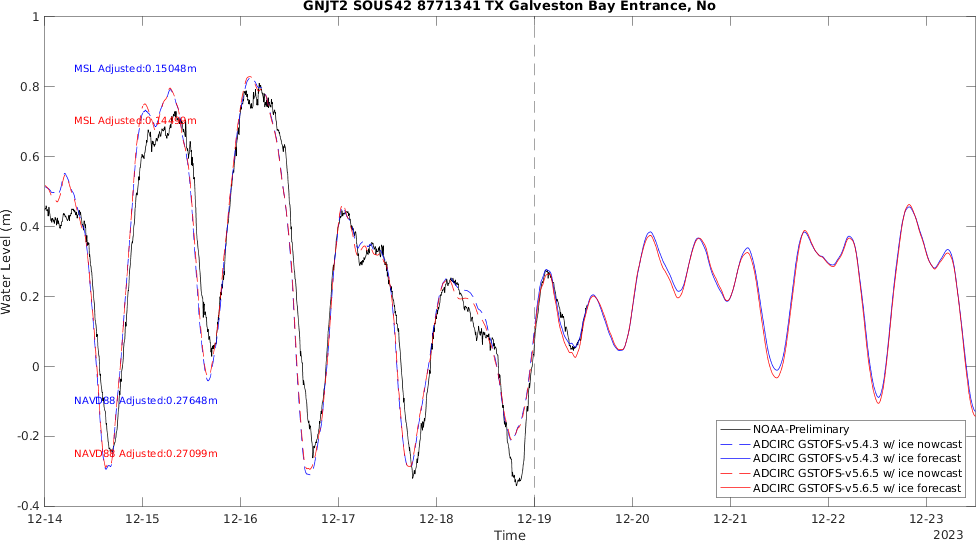 GNJT2 SOUS42 8771341 TX Galveston Bay Entrance, No
1
0.8
0.6
0.4
0.2
0
-0.2
-0.4
Water Level (m)
MSL Adjusted:0.15048m
MSL Adjusted:
NAVD88 Adjusted:0.27648m
NAVD88 Adjusted:0.27099m
NOAA-Preliminary
ADCIRC GSTOFS-v5.4.3 w/ ice nowcast
ADCIRC GSTOFS-v5.4.3 w/ ice forecast
ADCIRC GSTOFS-v5.6.5 w/ ice nowcast
ADCIRC GSTOFS-v5.6.5 w/ ice forecast
12-14 12-15 12-16 12-17 12-18 12-19 12-20 12-21 12-22 12-23
Time
2023